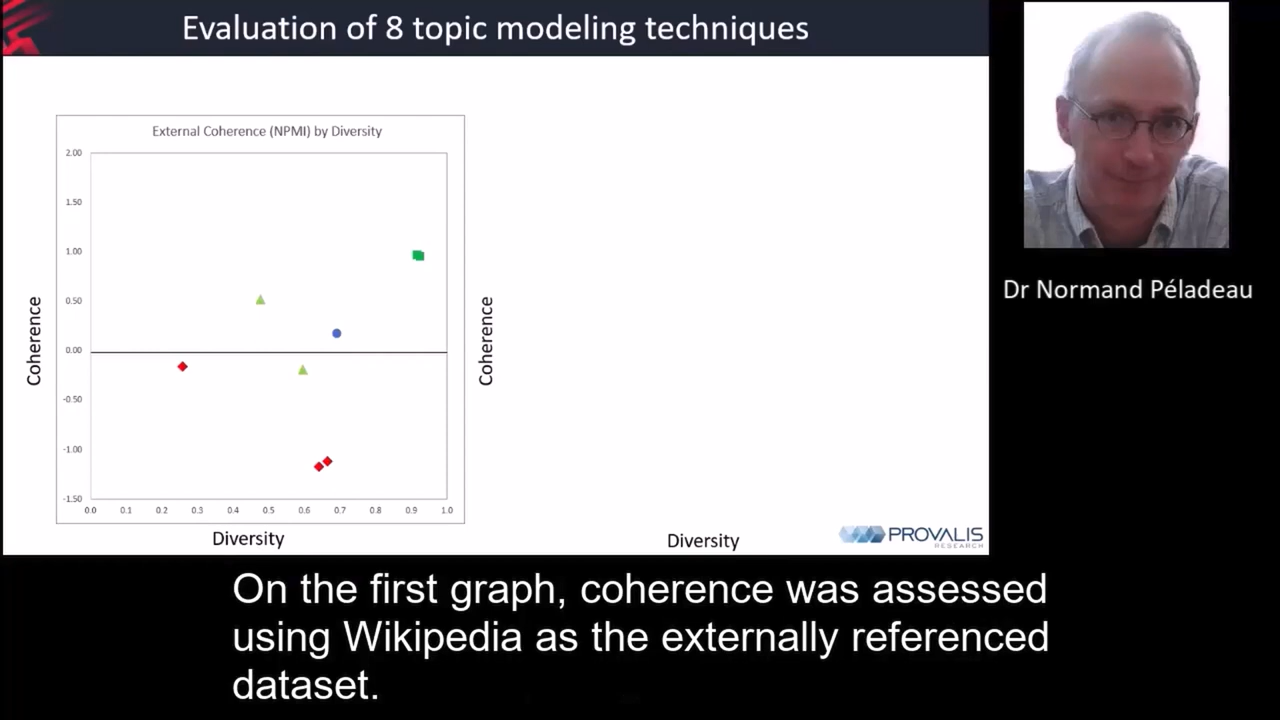 Evaluation of 8 topic modeling techniques
External Coherence (NPMI) by Diversity
2.00
1.50
1.00
0.50
0.00
-0.50
-1.00
-1.50
0.0 0.1 0.2 0.3 0.4 0.5 0.6 0.7 0.8 0.9 1.0
Coherence
Diversity
Coherence
Diversity
PROVALIS
RESEARCH
Dr Normand Péladeau
On the first graph, coherence was assessed
using Wikipedia as the externally referenced
dataset.